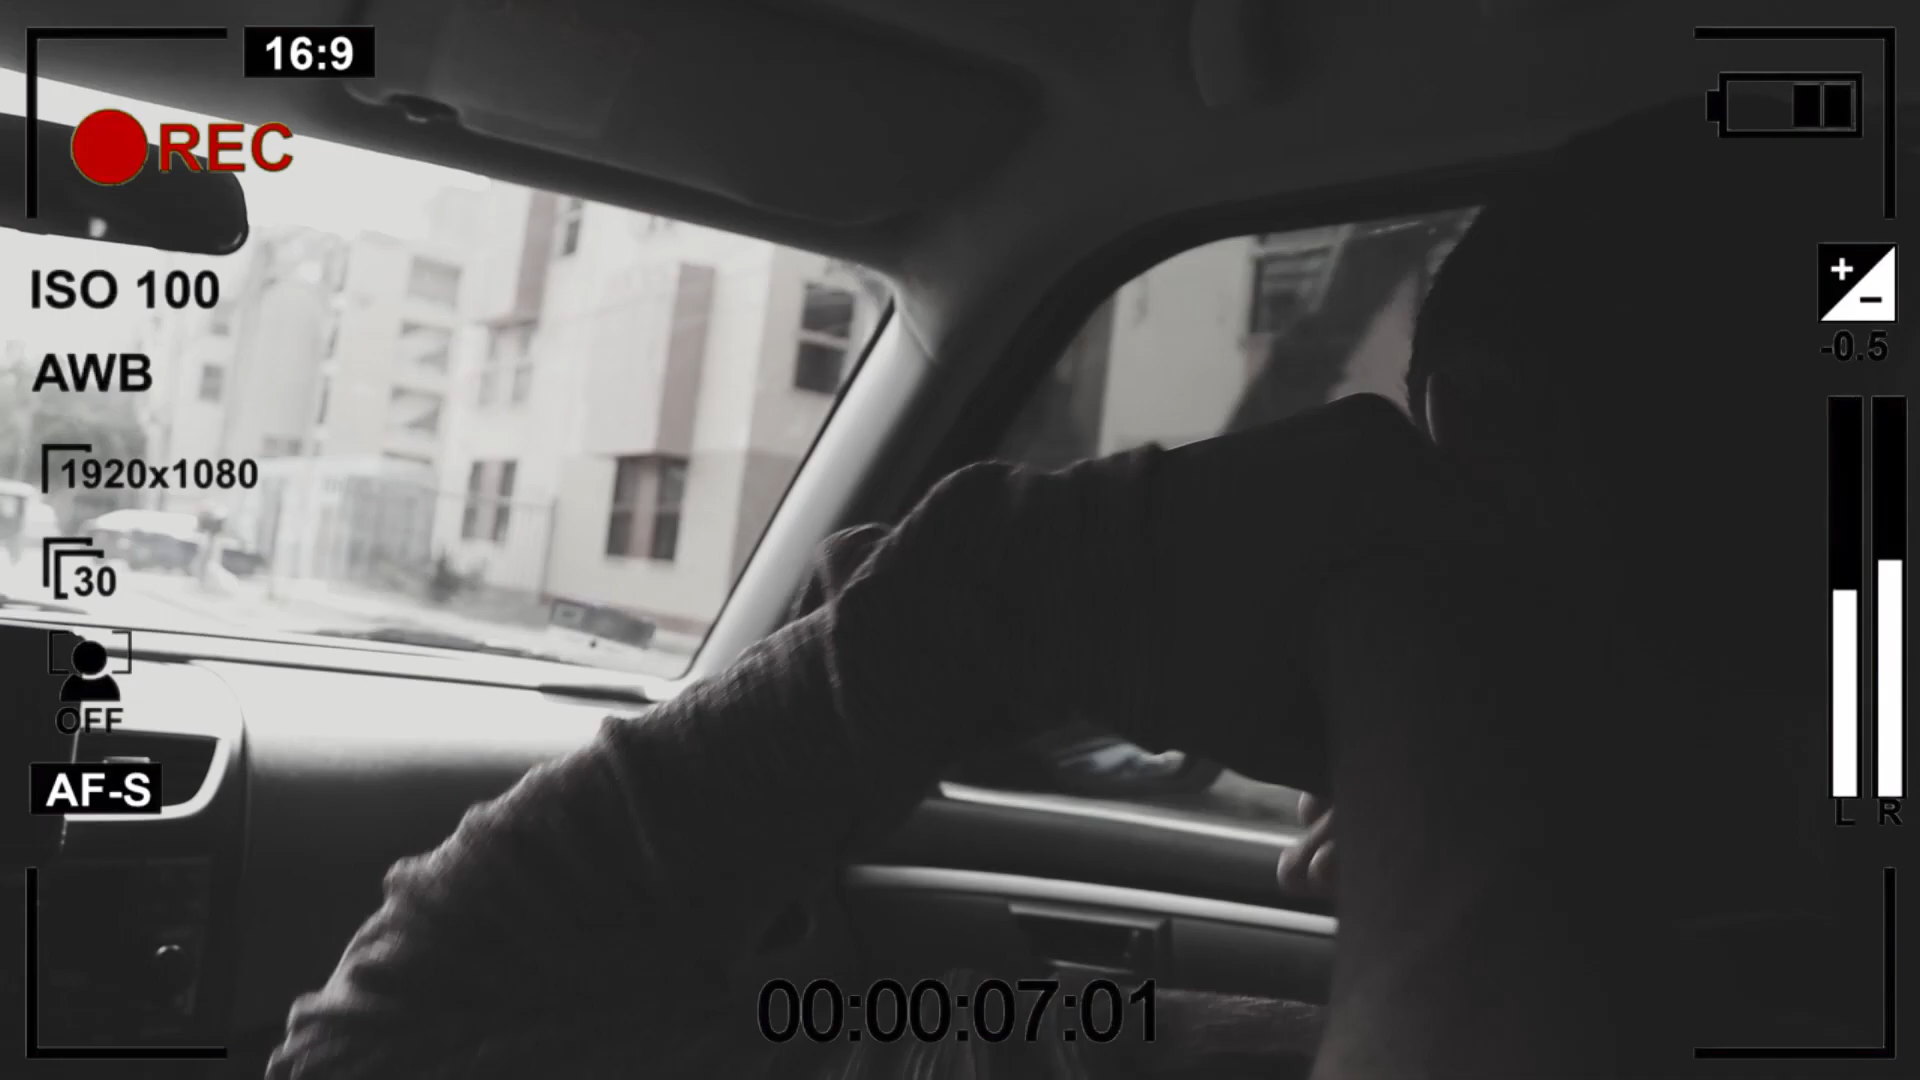 16:9
REC
ISO 100
AWB
1920x1080
30
OFF
AF-S
+
-
-0.5
L R
00:00:07:01